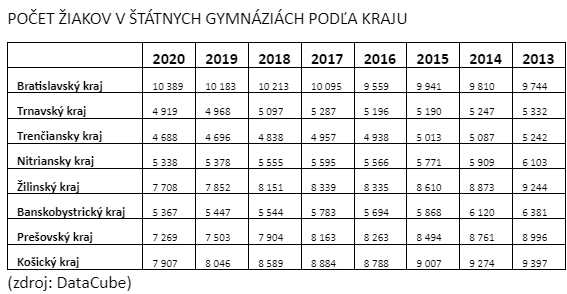 POČET ŽIAKOV V ŠTÁTNYCH GYMNÁZIÁCH PODĽA KRAJU
2020 2019 2018 2017 2016 2015 2014 2013
Bratislavský kraj 10 389 10 183 10 213 10 095 9 559 9 941 9 810 9 744
Trnavský kraj 4 919 4 968 5 097 5 287 5 196 5 190 5 247 5 332
Trenčiansky kraj 4 688 4 696 4 838 4 957 4 938 5 013 5 087 5 242
Nitriansky kraj 5 338 5 378 5 555 5 595 5 566 5 771 5 909 6 103
Žilinský kraj 7 708 7 852 8 151 8 339 8 335 8 610 8 873 9 244
Banskobystrický kraj 5 367 5 447 5 544 5 783 5 694 5 868 6 120 6 381
Prešovský kraj 7 269 7 503 7 904 8 163 8 263 8 494 8 761 8 996
Košický kraj 7 907 8 046 8 589 8 884 8 788 9 007 9 274 9 397
(zdroj: DataCube)